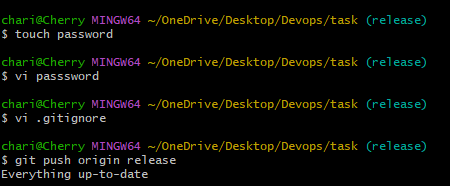 chari@Cherry MINGW64 ~/OneDrive/Desktop/Devops/task (release)
$ touch password
chari@Cherry MINGW64 ~/OneDrive/Desktop/Devops/task (release)
$ vi passsword
chari@Cherry MINGW64 ~/OneDrive/Desktop/Devops/task (release)
$ vi .gitignore
chari@Cherry MINGW64 ~/OneDrive/Desktop/Devops/task (release)
$ git push origin release
Everything up-to-date